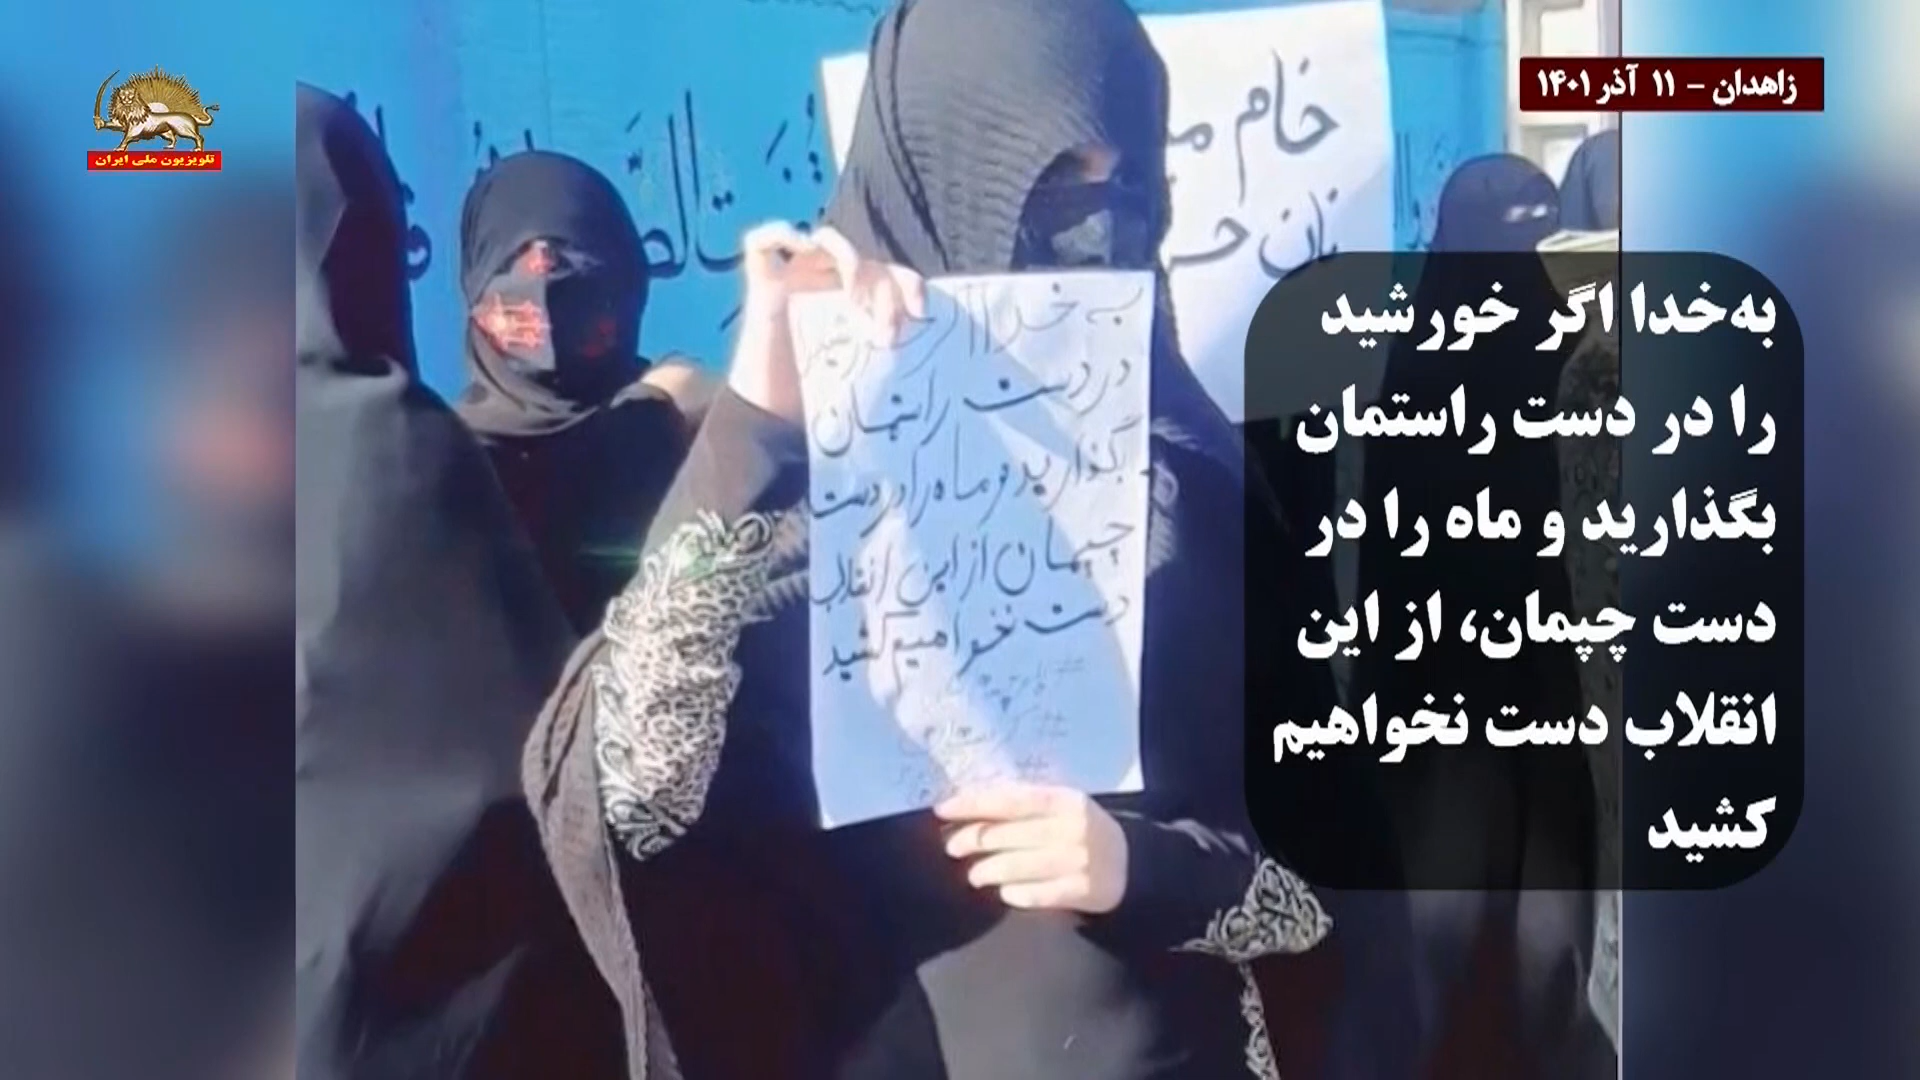 تلویزیون ملی ایران
زاهدان - ۱۱ آذر ۱۴۰۱
خام
زنان
به‌خدا اگر خورشید
را در دست راستمان
بگذارید و ماه را در
دست چپمان، از این
انقلاب دست نخواهیم
کشید
به خدا اگر خورشید
در دست راستمان
بگذارید و ماه را در دست
چپمان از این انقلاب
دست نخواهیم کشید